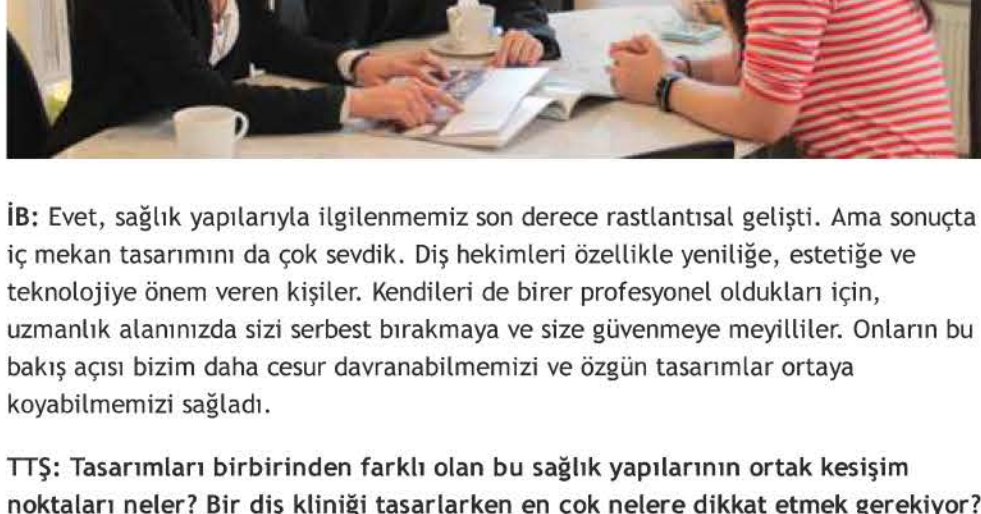 İB: Evet, sağlık yapılarıyla ilgilenmemiz son derece rastlantısal gelişti. Ama sonuçta
iç mekan tasarımını da çok sevdik. Diş hekimleri özellikle yeniliğe, estetiğe ve
teknolojiye önem veren kişiler. Kendileri de birer profesyonel oldukları için,
uzmanlık alanınızda sizi serbest bırakmaya ve size güvenmeye meyilliler. Onların bu
bakış açısı bizim daha cesur davranabilmemizi ve özgün tasarımlar ortaya
koyabilmemizi sağladı.
TTŞ: Tasarımları birbirinden farklı olan bu sağlık yapılarının ortak kesişim
noktaları neler? Bir diş kliniği tasarlarken en çok nelere dikkat etmek gerekiyor?